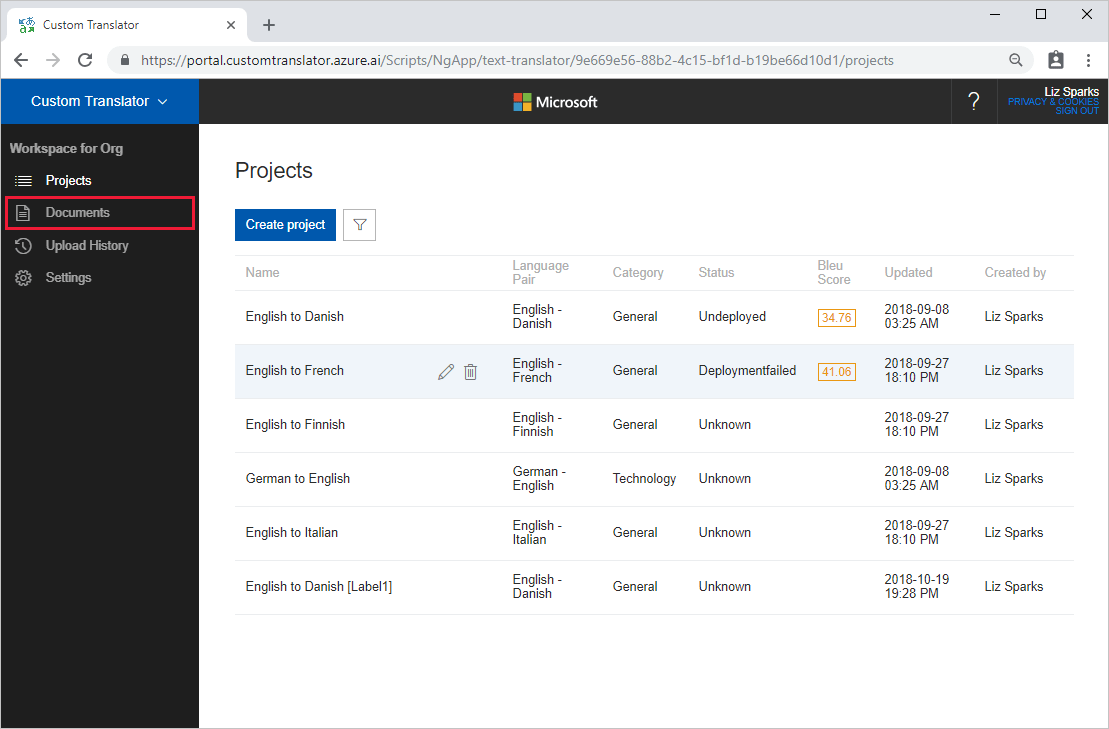 Custom Translator
https://portal.customtranslator.azure.ai/Scripts/NgApp/text-translator/9e669e56-88b2-4c15-bf1d-b19be66d10d1/projects
Custom Translator
Microsoft
?
Liz Sparks
PRIVACY & COOKIES
SIGN OUT
Workspace for Org
Projects
Documents
Upload History
Settings
Projects
Create project
Name Language Pair Category Status Bleu Score Updated Created by
English to Danish English - Danish General Undeployed 34.76 2018-09-08 03:25 AM Liz Sparks
English to French English - French General Deploymentfailed 41.06 2018-09-27 18:10 PM Liz Sparks
English to Finnish English - Finnish General Unknown 2018-09-27 18:10 PM Liz Sparks
German to English German - English Technology Unknown 2018-09-08 03:25 AM Liz Sparks
English to Italian English - Italian General Unknown 2018-09-27 18:10 PM Liz Sparks
English to Danish [Label1] English - Danish General Unknown 2018-10-19 19:28 PM Liz Sparks